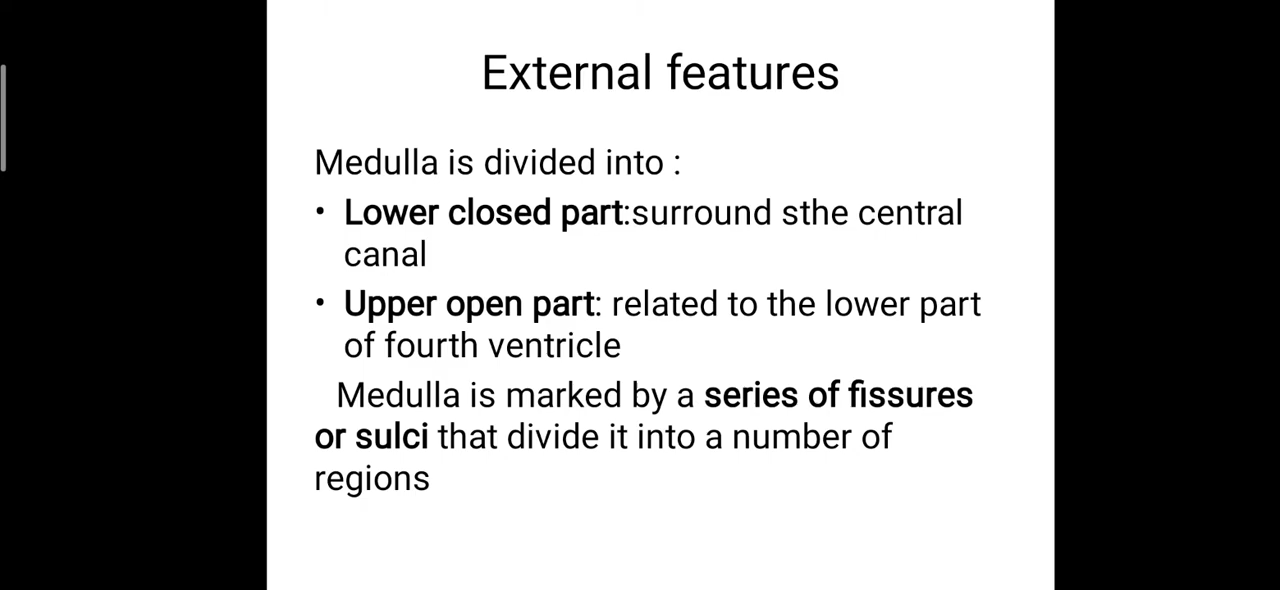 External features
Medulla is divided into :
• Lower closed part:surround sthe central
canal
• Upper open part: related to the lower part
of fourth ventricle
Medulla is marked by a series of fissures
or sulci that divide it into a number of
regions